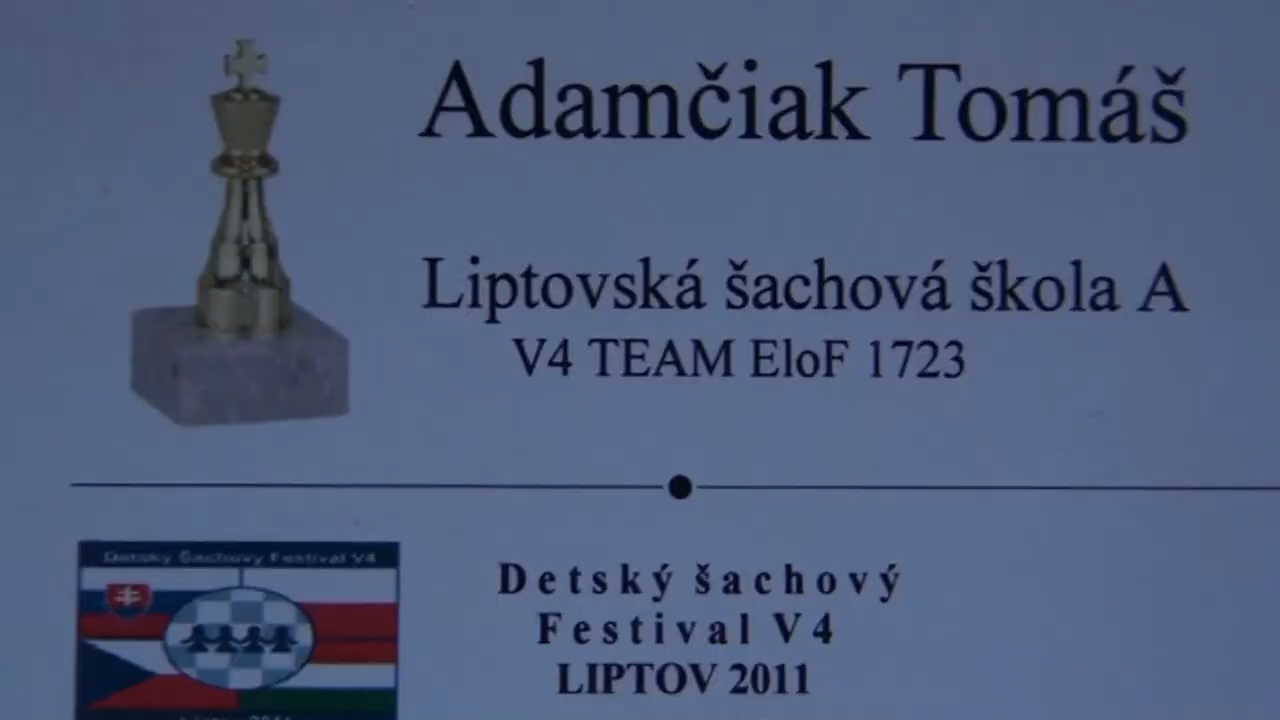 Adamčiak Tomáš
Liptovská šachová škola A
V4 TEAM EloF 1723
Detský Šachový Festival V4
Detský šachový
Festival V4
LIPTOV 2011